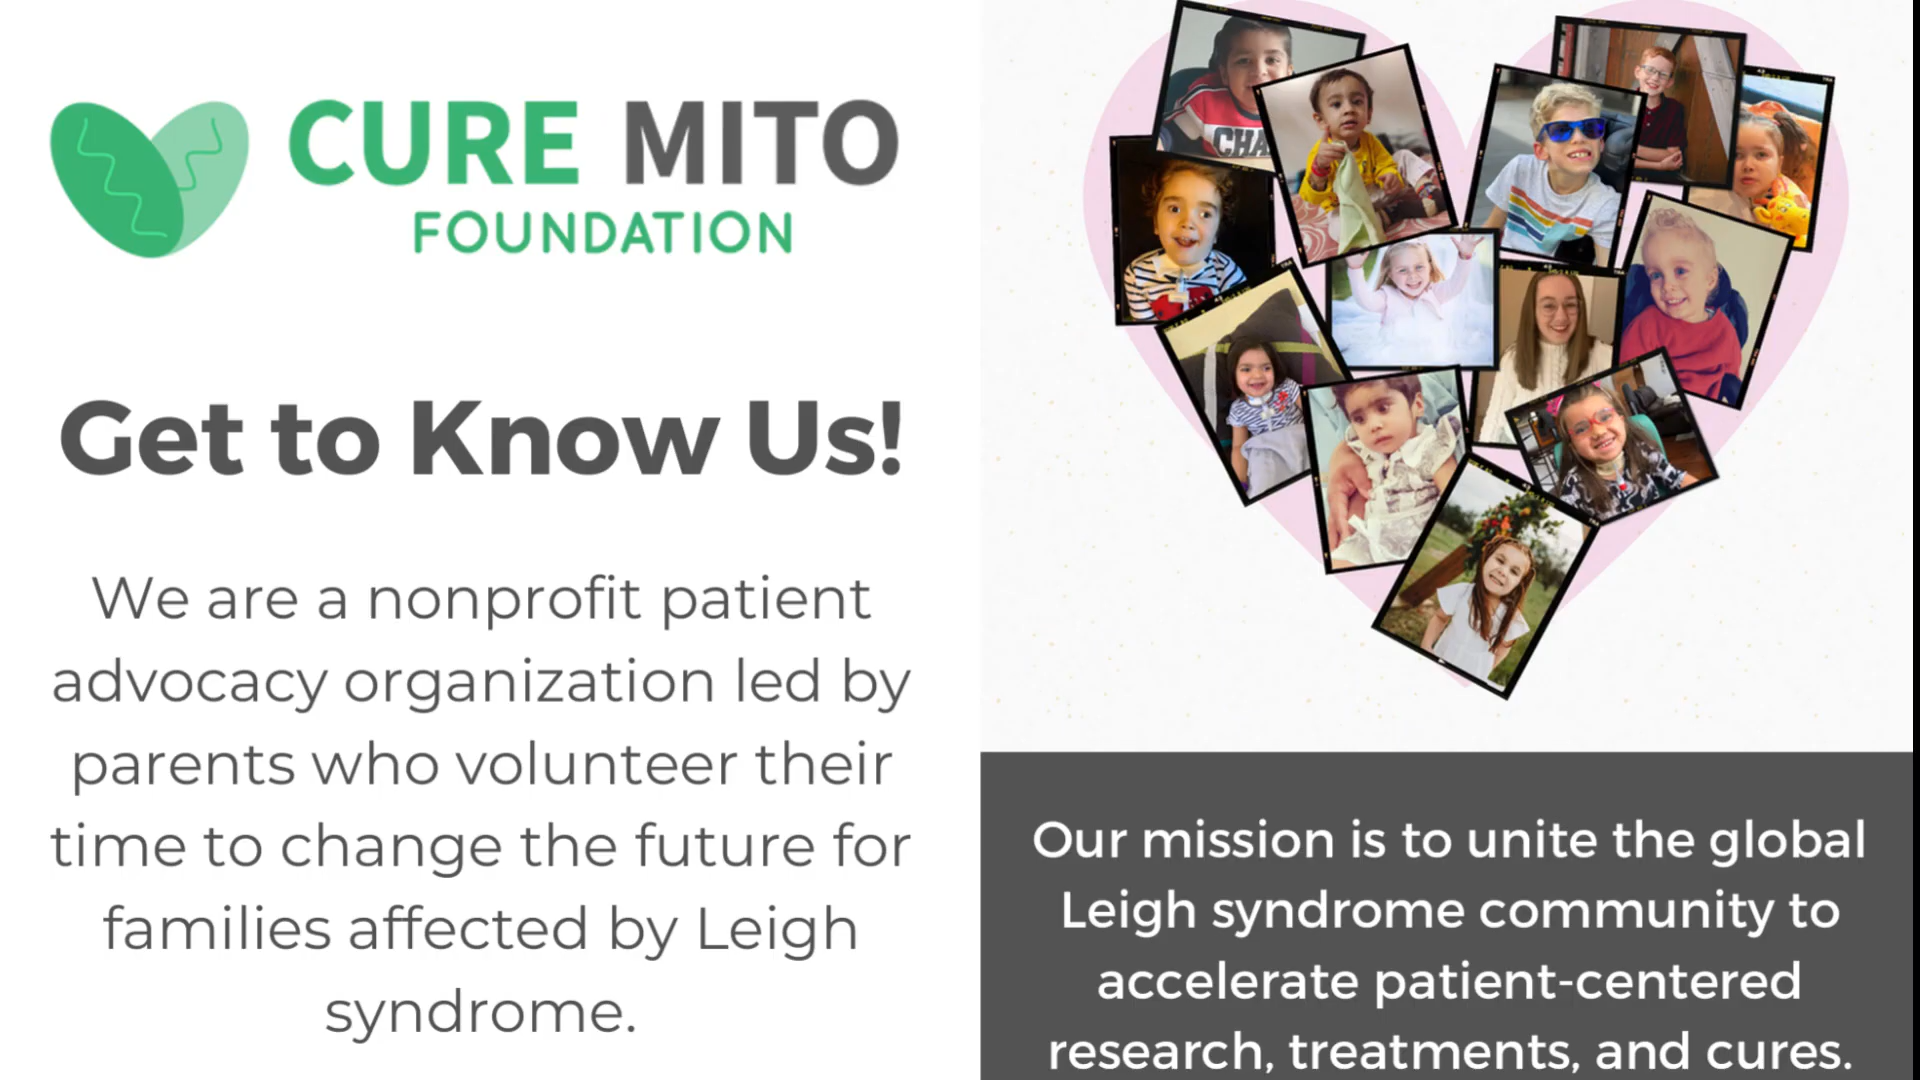 CURE MITO
FOUNDATION
Get to Know Us!
We are a nonprofit patient
advocacy organization led by
parents who volunteer their
time to change the future for
families affected by Leigh
syndrome.
CHA
Our mission is to unite the global
Leigh syndrome community to
accelerate patient-centered
research, treatments, and cures.